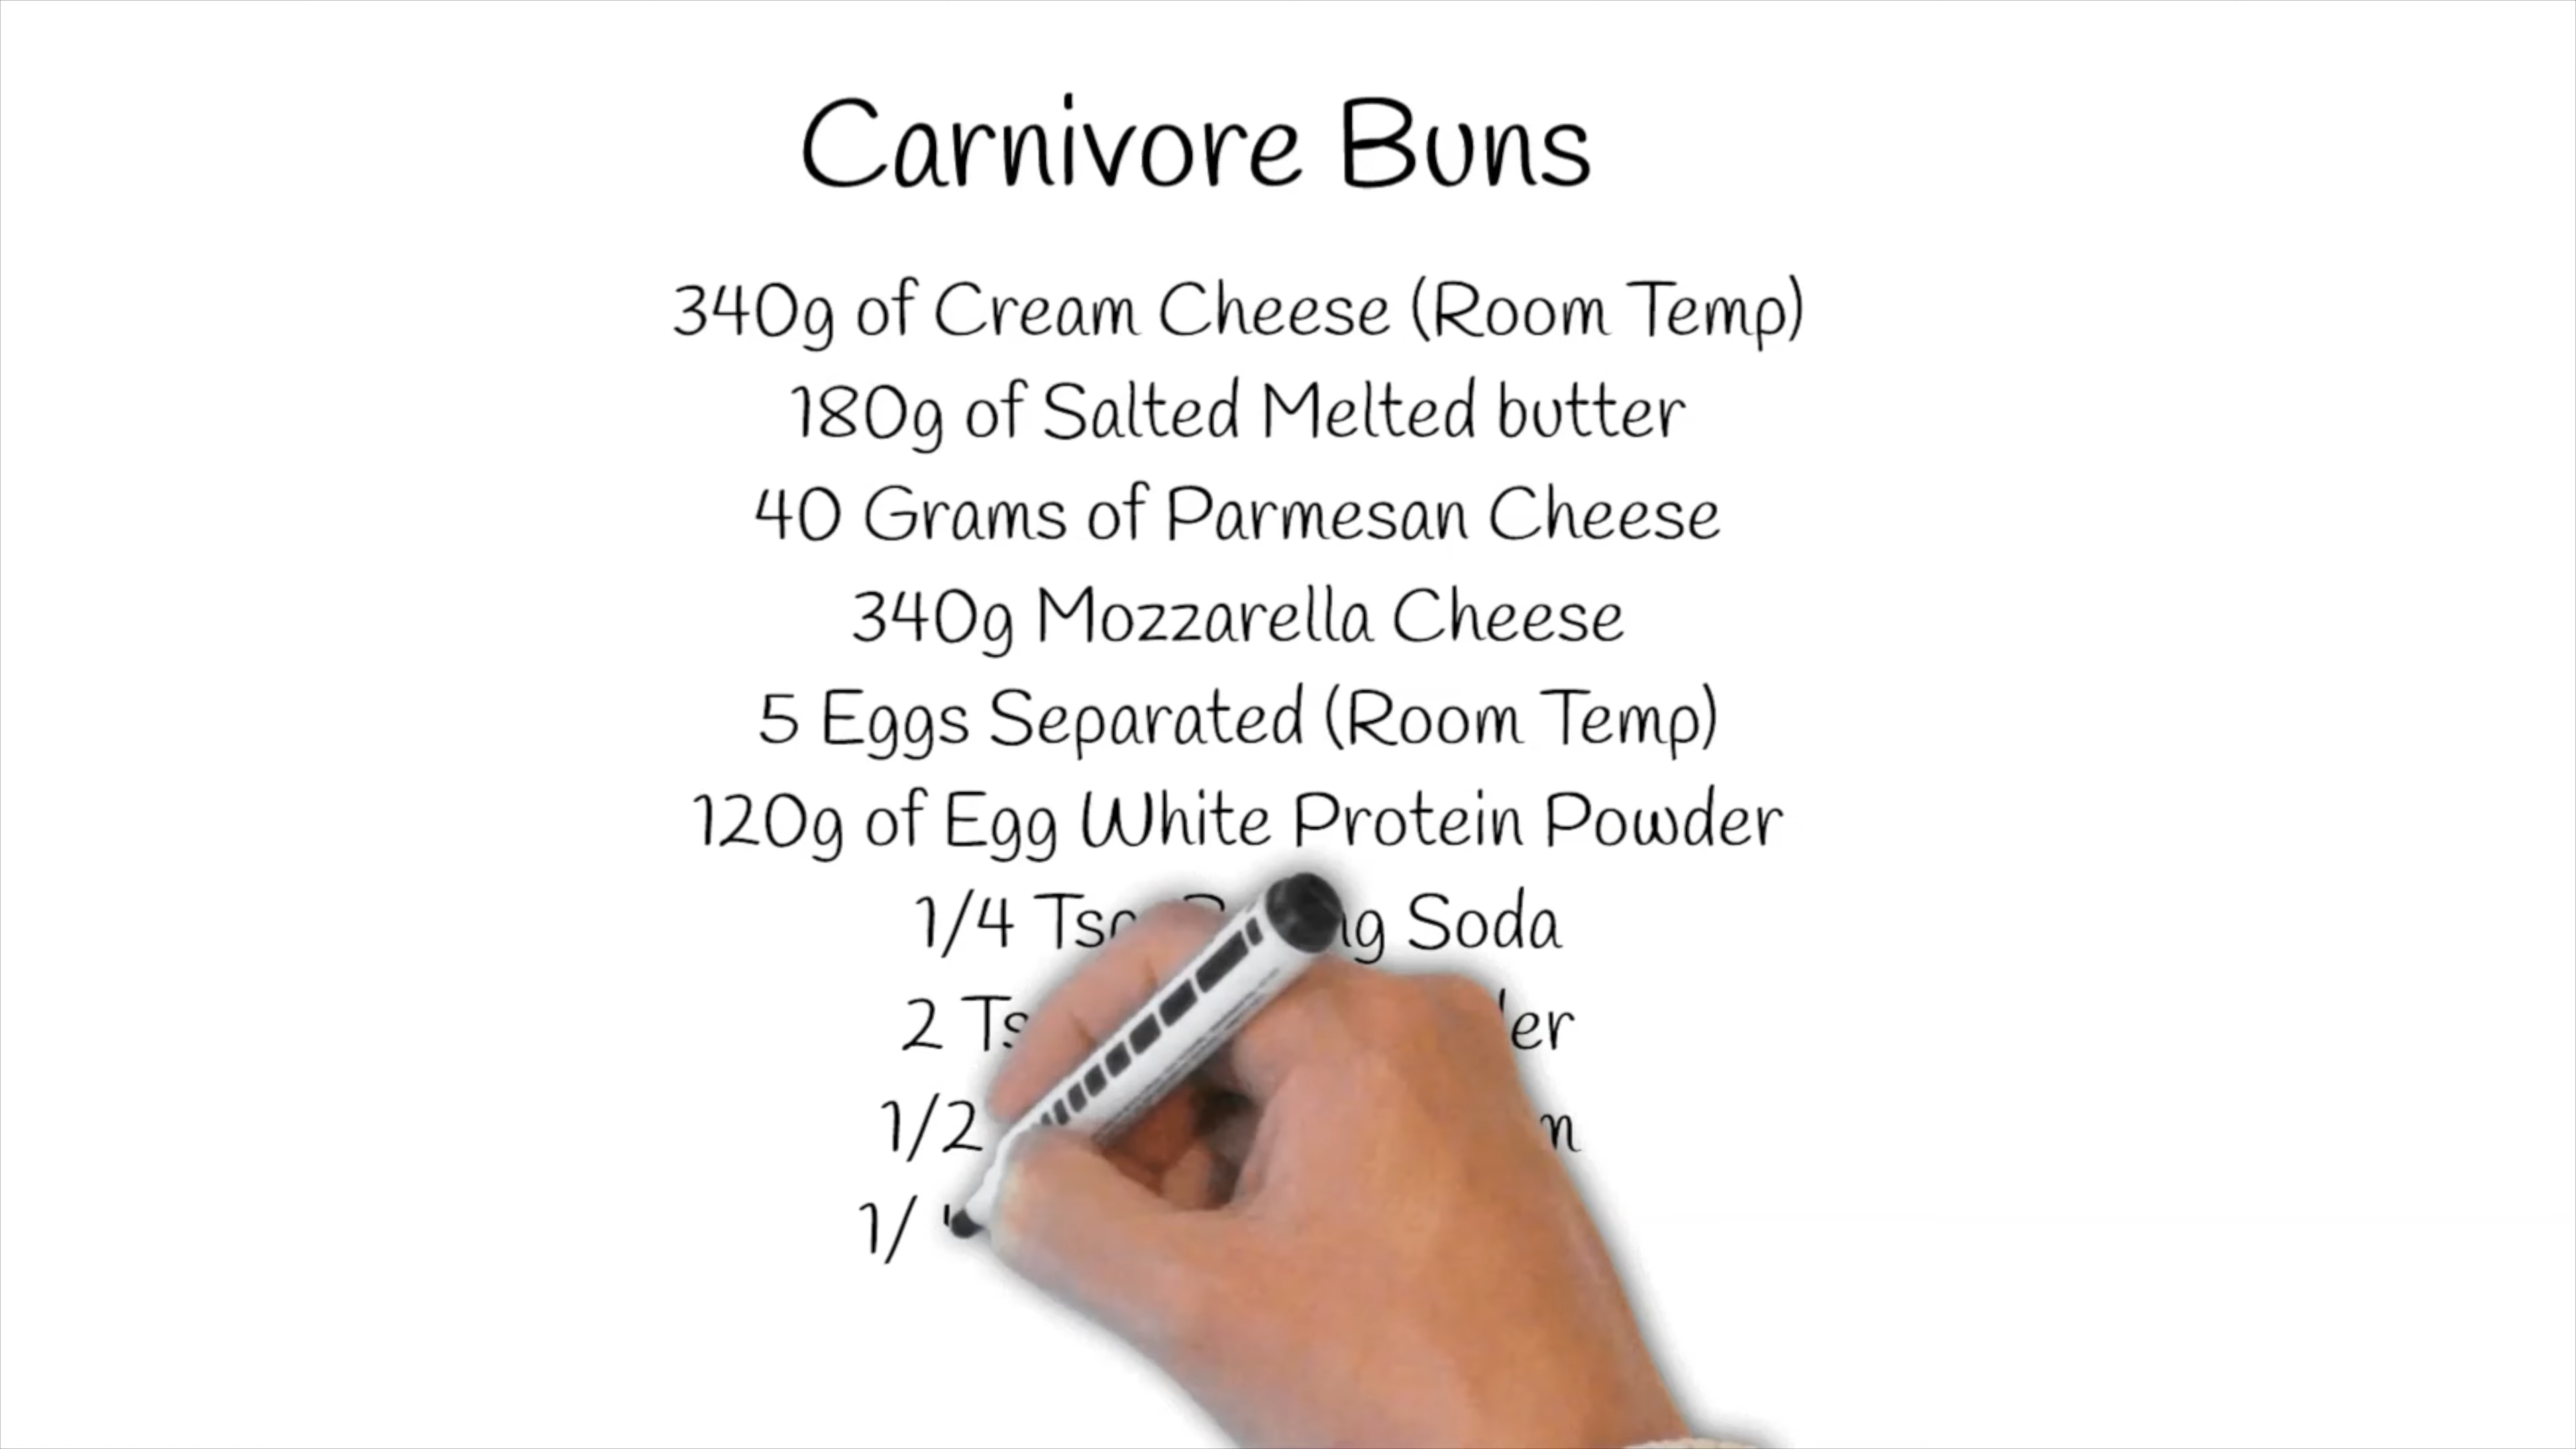 Carnivore Buns
340g of Cream Cheese (Room Temp)
180g of Salted Melted butter
40 Grams of Parmesan Cheese
340g Mozzarella Cheese
5 Eggs Separated (Room Temp)
120g of Egg White Protein Powder
1/4 Soda
2
1/2